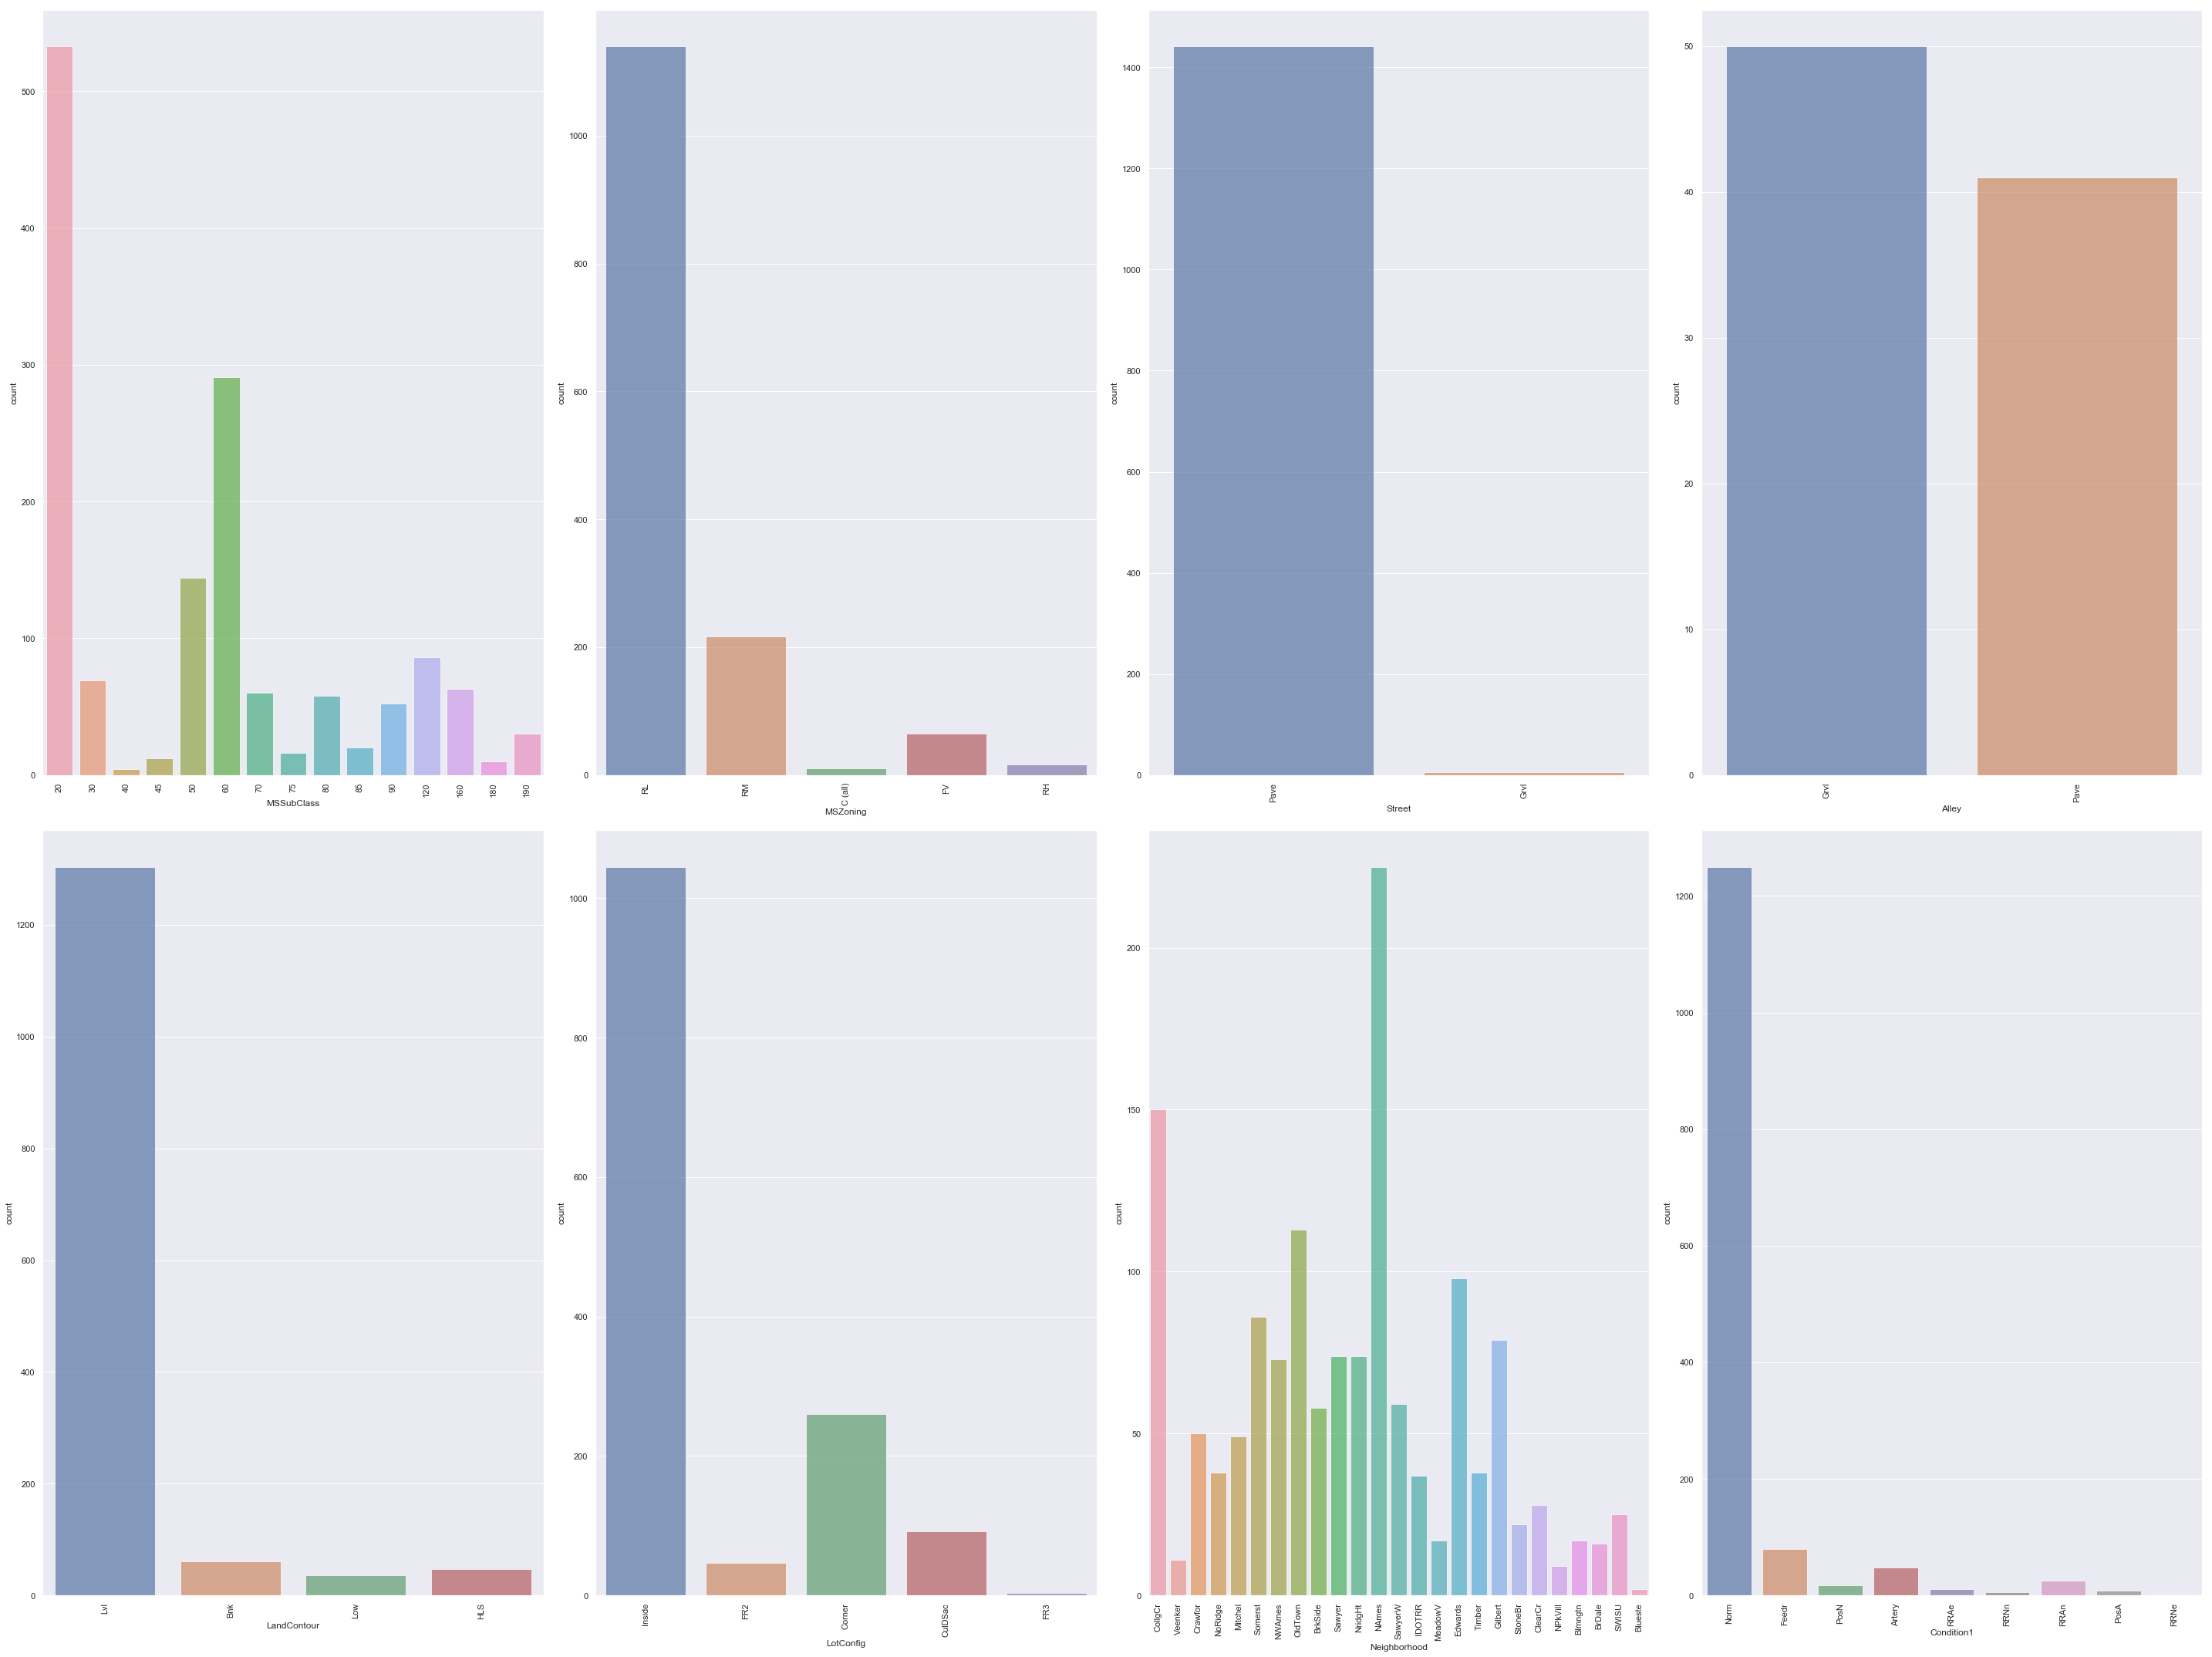 500
400
300
200
100
0
count
20 30 40 45 50 60 70 75 80 85 90 120 160 180 190
MSSubClass
1000
800
600
400
200
0
count
RL RM C (all) FV RH
MSZoning
1400
1200
1000
800
600
400
200
0
count
Pave Grvl
Street
50
40
30
20
10
0
count
Grvl Pave
Alley
1200
1000
800
600
400
200
0
count
Lvl Bnk Low HLS
LandContour
1000
800
600
400
200
0
count
Inside FR2 Corner CulDSac FR3
LotConfig
200
150
100
50
0
count
CollgCr Veenker Crawfor NoRidge Mitchel Somerst NWAmes OldTown BrkSide Sawyer NridgHt NAmes SawyerW IDOTRR MeadowV Edwards Timber Gilbert StoneBr ClearCr NPkVill Blmngtn BrDale SWISU Blueste
Neighborhood
1200
1000
800
600
400
200
0
count
Norm Feedr PosN Artery RRAe RRNn RRAn PosA RRNe
Condition1